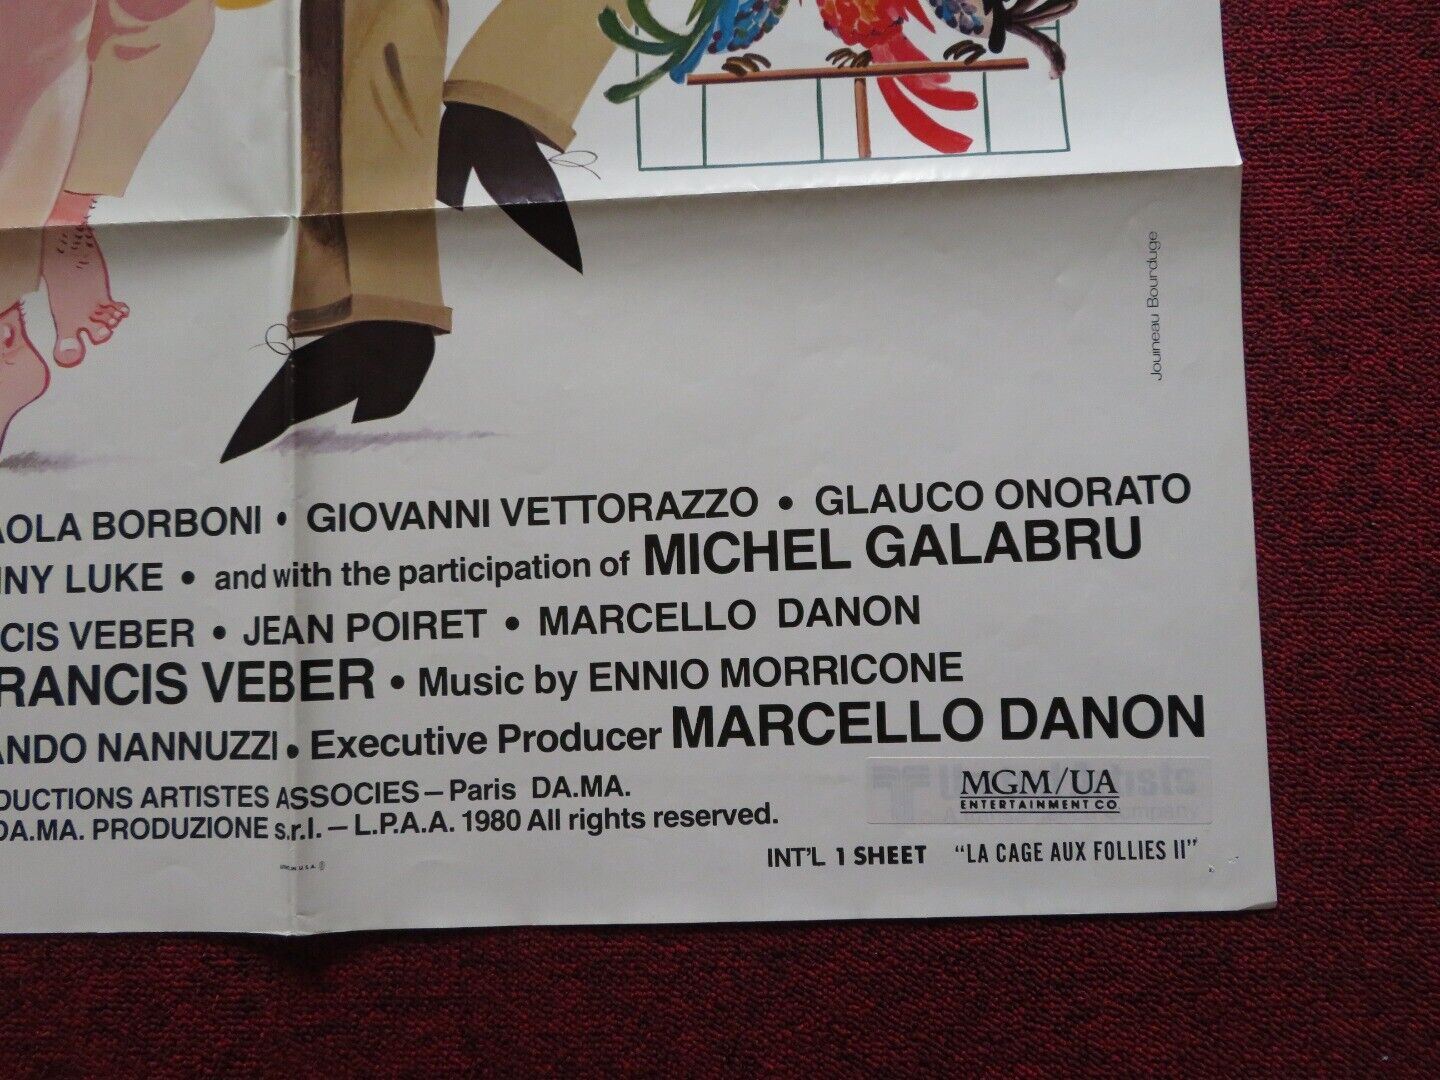 Jouineau Bourduge
AOLA BORBONI • GIOVANNI VETTORAZZO • GLAUCO ONORATO
NNY LUKE • and with the participation of MICHEL GALABRU
CIS VEBER • JEAN POIRET • MARCELLO DANON
RANCIS VEBER • Music by ENNIO MORRICONE
ANDO NANNUZZI • Executive Producer MARCELLO DANON
DUCTIONS ARTISTES ASSOCIES – Paris DA.MA.
DA.MA. PRODUZIONE s.r.l. – L.P.A.A. 1980 All rights reserved.
MGM/UA
ENTERTAINMENT CO
INT'L 1 SHEET "LA CAGE AUX FOLLIES II"